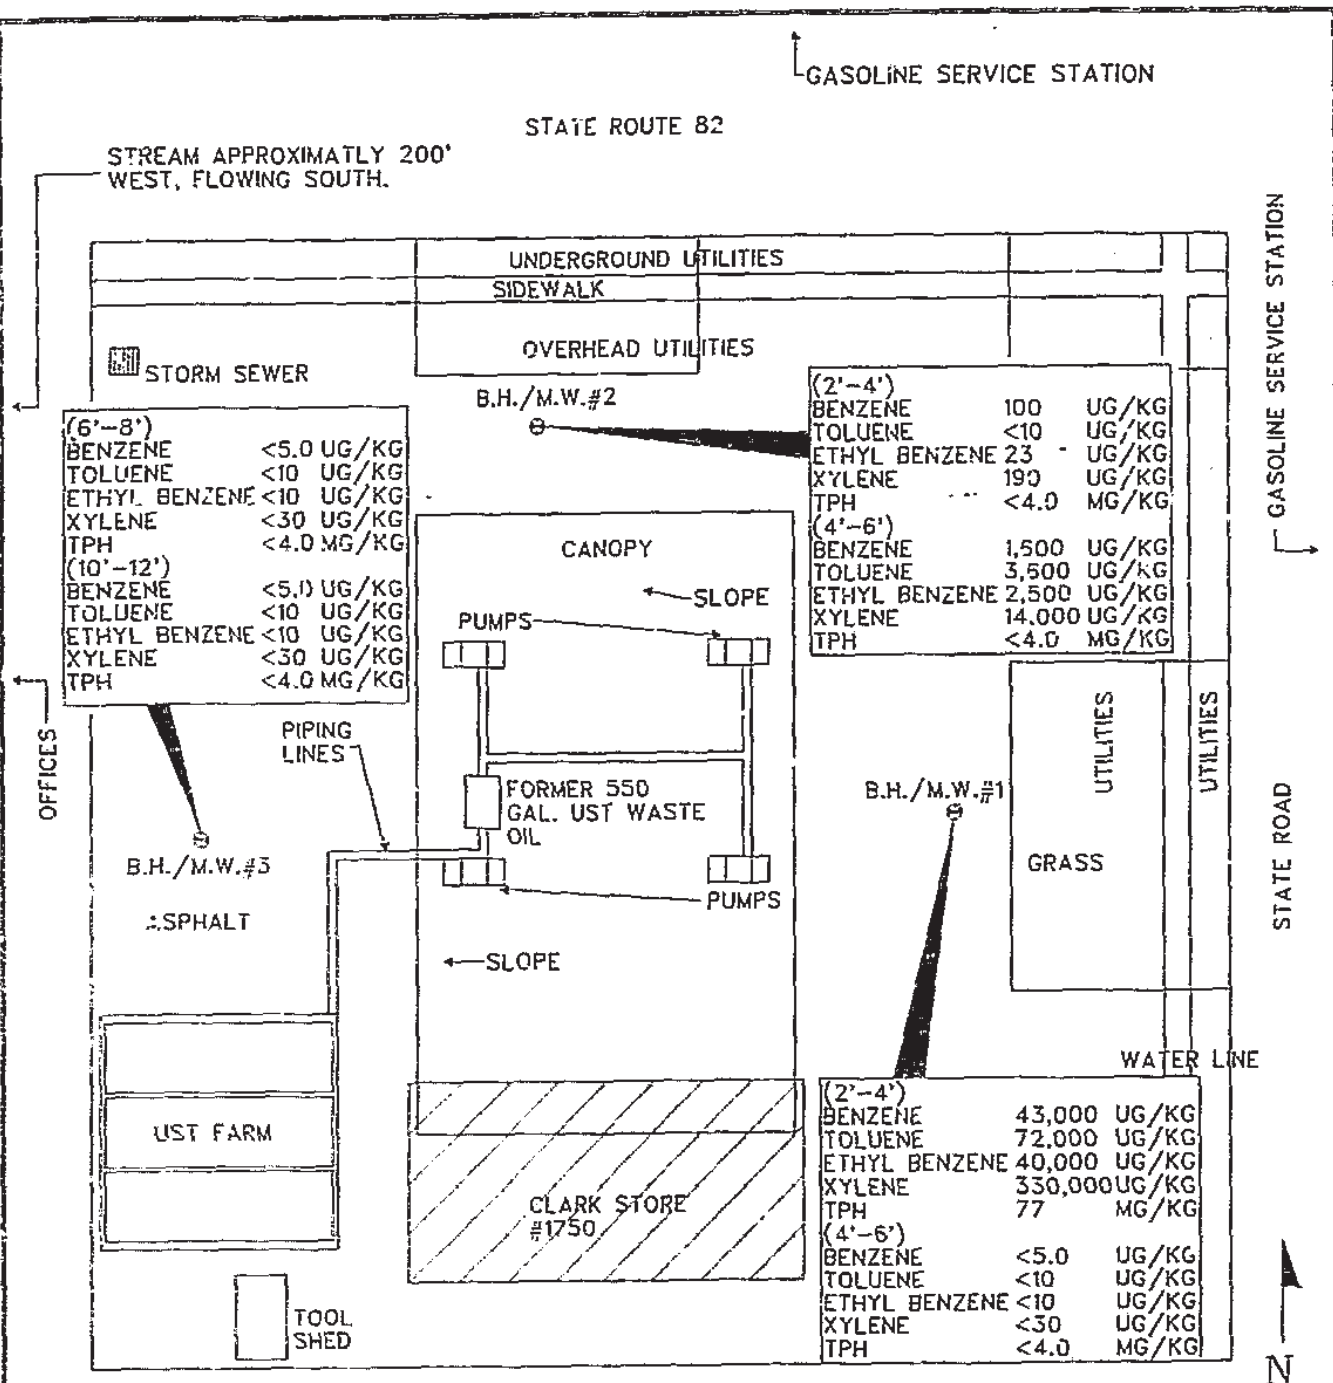 GASOLINE SERVICE STATION
STATE ROUTE 82
STREAM APPROXIMATLY 200'
WEST, FLOWING SOUTH.
GASOLINE SERVICE STATION
UNDERGROUND UTILITIES
SIDEWALK
OVERHEAD UTILITIES
STORM SEWER
B.H./M.W.#2
(2'-4')
BENZENE 100 UG/KG
TOLUENE <10 UG/KG
ETHYL BENZENE 23 UG/KG
XYLENE 190 UG/KG
TPH <4.0 MG/KG
(4'-6')
BENZENE 1,500 UG/KG
TOLUENE 3,500 UG/KG
ETHYL BENZENE 2,500 UG/KG
XYLENE 14,000 UG/KG
TPH <4.0 MG/KG
(6'-8')
BENZENE <5.0 UG/KG
TOLUENE <10 UG/KG
ETHYL BENZENE <10 UG/KG
XYLENE <30 UG/KG
TPH <4.0 MG/KG
(10'-12')
BENZENE <5.0 UG/KG
TOLUENE <10 UG/KG
ETHYL BENZENE <10 UG/KG
XYLENE <30 UG/KG
TPH <4.0 MG/KG
CANOPY
SLOPE
PUMPS
OFFICES
PIPING
LINES
FORMER 550
GAL. UST WASTE
OIL
B.H./M.W.#1
UTILITIES
UTILITIES
STATE ROAD
GRASS
B.H./M.W.#3
ASPHALT
PUMPS
SLOPE
WATER LINE
UST FARM
CLARK STORE
#1750
(2'-4')
BENZENE 43,000 UG/KG
TOLUENE 72,000 UG/KG
ETHYL BENZENE 40,000 UG/KG
XYLENE 330,000 UG/KG
TPH 77 MG/KG
(4'-6')
BENZENE <5.0 UG/KG
TOLUENE <10 UG/KG
ETHYL BENZENE <10 UG/KG
XYLENE <30 UG/KG
TPH <4.0 MG/KG
TOOL
SHED
N